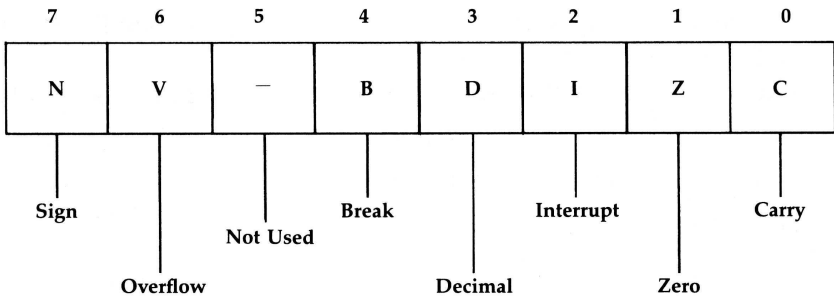 7 6 5 4 3 2 1 0
N V – B D I Z C
Sign Break Interrupt Carry
Not Used
Overflow Decimal Zero